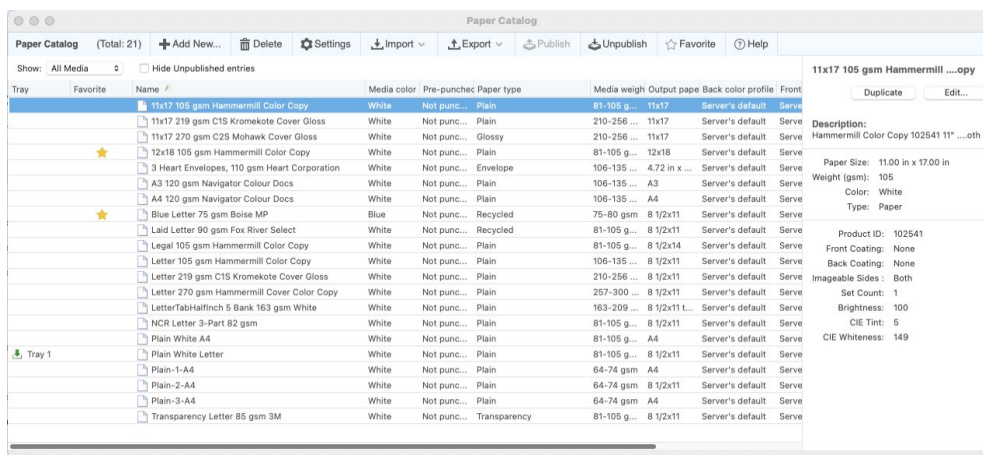 Paper Catalog
Paper Catalog (Total: 21) Add New... Delete Settings Import Export Publish Unpublish Favorite Help
Show: All Media Hide Unpublished entries
Tray Favorite Name Media color Pre-punched Paper type Media weigh Output pape Back color profile Front
11x17 105 gsm Hammermill Color Copy White Not punc... Plain 81-105 g... 11x17 Server's default Serve
11x17 219 gsm C1S Kromekote Cover Gloss White Not punc... Plain 210-256 ... 11x17 Server's default Serve
11x17 270 gsm C2S Mohawk Cover Gloss White Not punc... Glossy 210-256 ... 11x17 Server's default Serve
12x18 105 gsm Hammermill Color Copy White Not punc... Plain 81-105 g... 12x18 Server's default Serve
3 Heart Envelopes, 110 gsm Heart Corporation White Not punc... Envelope 106-135 ... 4.72 in x ... Server's default Serve
A3 120 gsm Navigator Colour Docs White Not punc... Plain 106-135 ... A3 Server's default Serve
A4 120 gsm Navigator Colour Docs White Not punc... Plain 106-135 ... A4 Server's default Serve
Blue Letter 75 gsm Boise MP Blue Not punc... Recycled 75-80 gsm 8 1/2x11 Server's default Serve
Laid Letter 90 gsm Fox River Select White Not punc... Recycled 81-105 g... 8 1/2x11 Server's default Serve
Legal 105 gsm Hammermill Color Copy White Not punc... Plain 81-105 g... 8 1/2x14 Server's default Serve
Letter 105 gsm Hammermill Color Copy White Not punc... Plain 106-135 ... 8 1/2x11 Server's default Serve
Letter 219 gsm C1S Kromekote Cover Gloss White Not punc... Plain 210-256 ... 8 1/2x11 Server's default Serve
Letter 270 gsm Hammermill Cover Color Copy White Not punc... Plain 257-300 ... 8 1/2x11 Server's default Serve
LetterTabHalfInch 5 Bank 163 gsm White White Not punc... Plain 163-209 ... 8 1/2x11 t... Server's default Serve
NCR Letter 3-Part 82 gsm White Not punc... Plain 81-105 g... 8 1/2x11 Server's default Serve
Plain White A4 White Not punc... Plain 81-105 g... A4 Server's default Serve
Tray 1 Plain White Letter White Not punc... Plain 81-105 g... 8 1/2x11 Server's default Serve
Plain-1-A4 White Not punc... Plain 64-74 gsm A4 Server's default Serve
Plain-2-A4 White Not punc... Plain 64-74 gsm 8 1/2x11 Server's default Serve
Plain-3-A4 White Not punc... Plain 64-74 gsm A4 Server's default Serve
Transparency Letter 85 gsm 3M White Not punc... Transparency 81-105 g... 8 1/2x11 Server's default Serve
11x17 105 gsm Hammermill ....opy
Duplicate Edit...
Description:
Hammermill Color Copy 102541 11" ....oth
Paper Size: 11.00 in x 17.00 in
Weight (gsm): 105
Color: White
Type: Paper
Product ID: 102541
Front Coating: None
Back Coating: None
Imageable Sides : Both
Set Count: 1
Brightness: 100
CIE Tint: 5
CIE Whiteness: 149